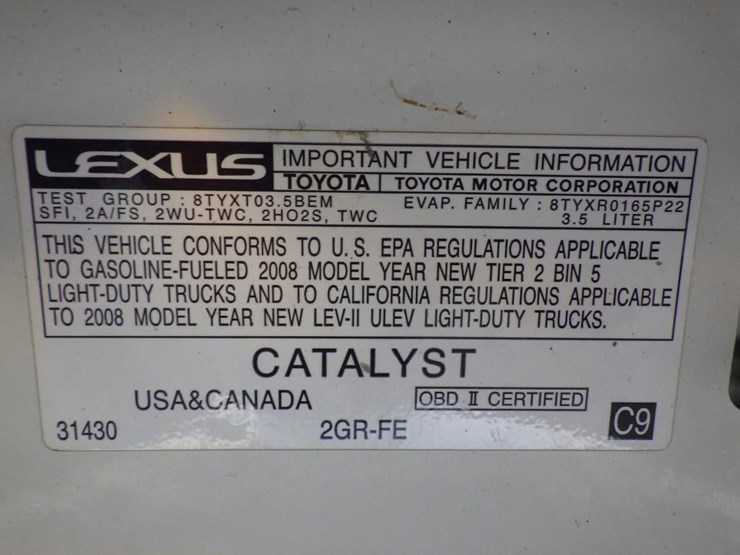 LEXUS IMPORTANT VEHICLE INFORMATION
TOYOTA TOYOTA MOTOR CORPORATION
TEST GROUP : 8TYXT03.5BEM EVAP. FAMILY : 8TYXR0165P22
SFI, 2A/FS, 2WU-TWC, 2HO2S, TWC 3.5 LITER
THIS VEHICLE CONFORMS TO U.S. EPA REGULATIONS APPLICABLE
TO GASOLINE-FUELED 2008 MODEL YEAR NEW TIER 2 BIN 5
LIGHT-DUTY TRUCKS AND TO CALIFORNIA REGULATIONS APPLICABLE
TO 2008 MODEL YEAR NEW LEV-II ULEV LIGHT-DUTY TRUCKS.
CATALYST
USA&CANADA OBD II CERTIFIED
31430 2GR-FE C9